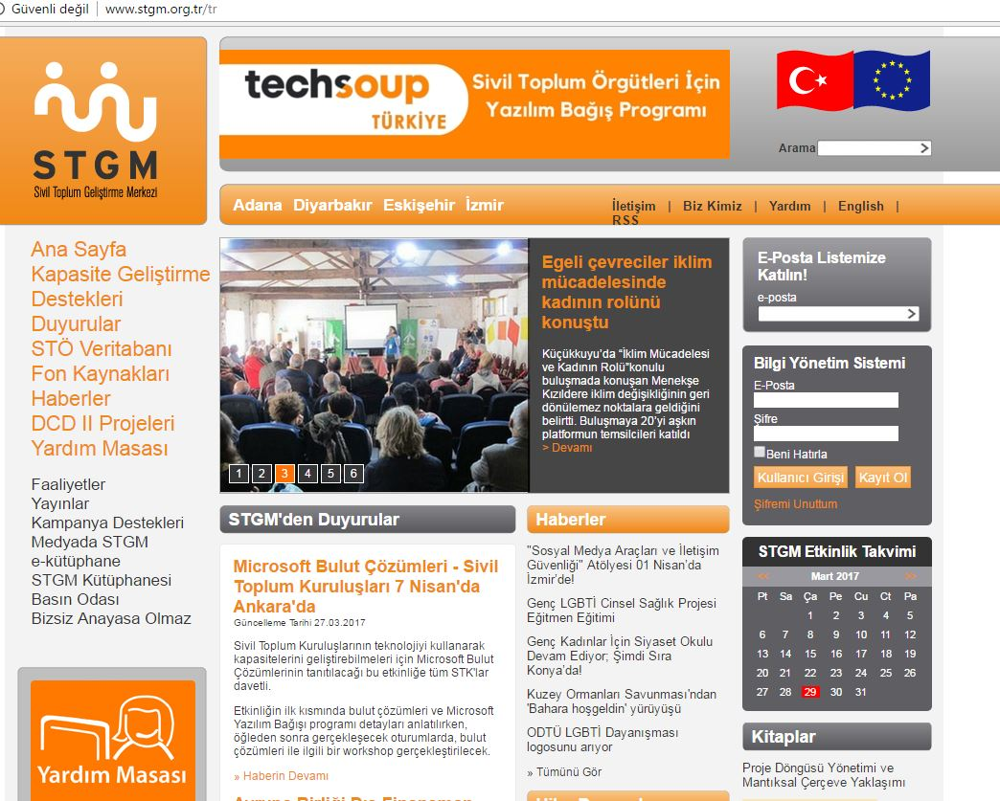 Güvenli değil
www.stgm.org.tr/tr
STGM
Sivil Toplum Geliştirme Merkezi
techsoup
TÜRKİYE
Sivil Toplum Örgütleri İçin
Yazılım Bağış Programı
Arama
Adana Diyarbakır Eskişehir İzmir
İletişim | Biz Kimiz | Yardım | English |
RSS
Ana Sayfa
Kapasite Geliştirme
Destekleri
Duyurular
STÖ Veritabanı
Fon Kaynakları
Haberler
DCD II Projeleri
Yardım Masası
Faaliyetler
Yayınlar
Kampanya Destekleri
Medyada STGM
e-kütüphane
STGM Kütüphanesi
Basın Odası
Bizsiz Anayasa Olmaz
Yardım Masası
1 2 3 4 5 6
Egeli çevreciler iklim
mücadelesinde
kadının rolünü
konuştu
Küçükkuyu'da “İklim Mücadelesi
ve Kadının Rolü”konulu
buluşmada konuşan Menekşe
Kızıldere iklim değişikliğinin geri
dönülemez noktalara geldiğini
belirtti. Buluşmaya 20'yi aşkın
platformun temsilcileri katıldı
> Devamı
STGM'den Duyurular
Microsoft Bulut Çözümleri - Sivil
Toplum Kuruluşları 7 Nisan'da
Ankara'da
Güncelleme Tarihi 27.03.2017
Sivil Toplum Kuruluşlarının teknolojiyi kullanarak
kapasitelerini geliştirebilmeleri için Microsoft Bulut
Çözümlerinin tanıtılacağı bu etkinliğe tüm STK'lar
davetli.
Etkinliğin ilk kısmında bulut çözümleri ve Microsoft
Yazılım Bağışı programı detayları anlatılırken,
öğleden sonra gerçekleşecek oturumlarda, bulut
çözümleri ile ilgili bir workshop gerçekleştirilecek.
» Haberin Devamı
Avrupa Birliği Dış Finansman
Haberler
"Sosyal Medya Araçları ve İletişim
Güvenliği" Atölyesi 01 Nisan'da
İzmir'de!
Genç LGBTİ Cinsel Sağlık Projesi
Eğitmen Eğitimi
Genç Kadınlar İçin Siyaset Okulu
Devam Ediyor; Şimdi Sıra
Konya'da!
Kuzey Ormanları Savunması'ndan
'Bahara hoşgeldin' yürüyüşü
ODTÜ LGBTİ Dayanışması
logosunu arıyor
» Tümünü Gör
E-Posta Listemize
Katılın!
e-posta
Bilgi Yönetim Sistemi
E-Posta
Şifre
Beni Hatırla
Kullanıcı Girişi Kayıt Ol
Şifremi Unuttum
STGM Etkinlik Takvimi
<< Mart 2017 >>
Pt Sa Ça Pe Cu Ct Pa
1 2 3 4 5
6 7 8 9 10 11 12
13 14 15 16 17 18 19
20 21 22 23 24 25 26
27 28 29 30 31
Kitaplar
Proje Döngüsü Yönetimi ve
Mantıksal Çerçeve Yaklaşımı